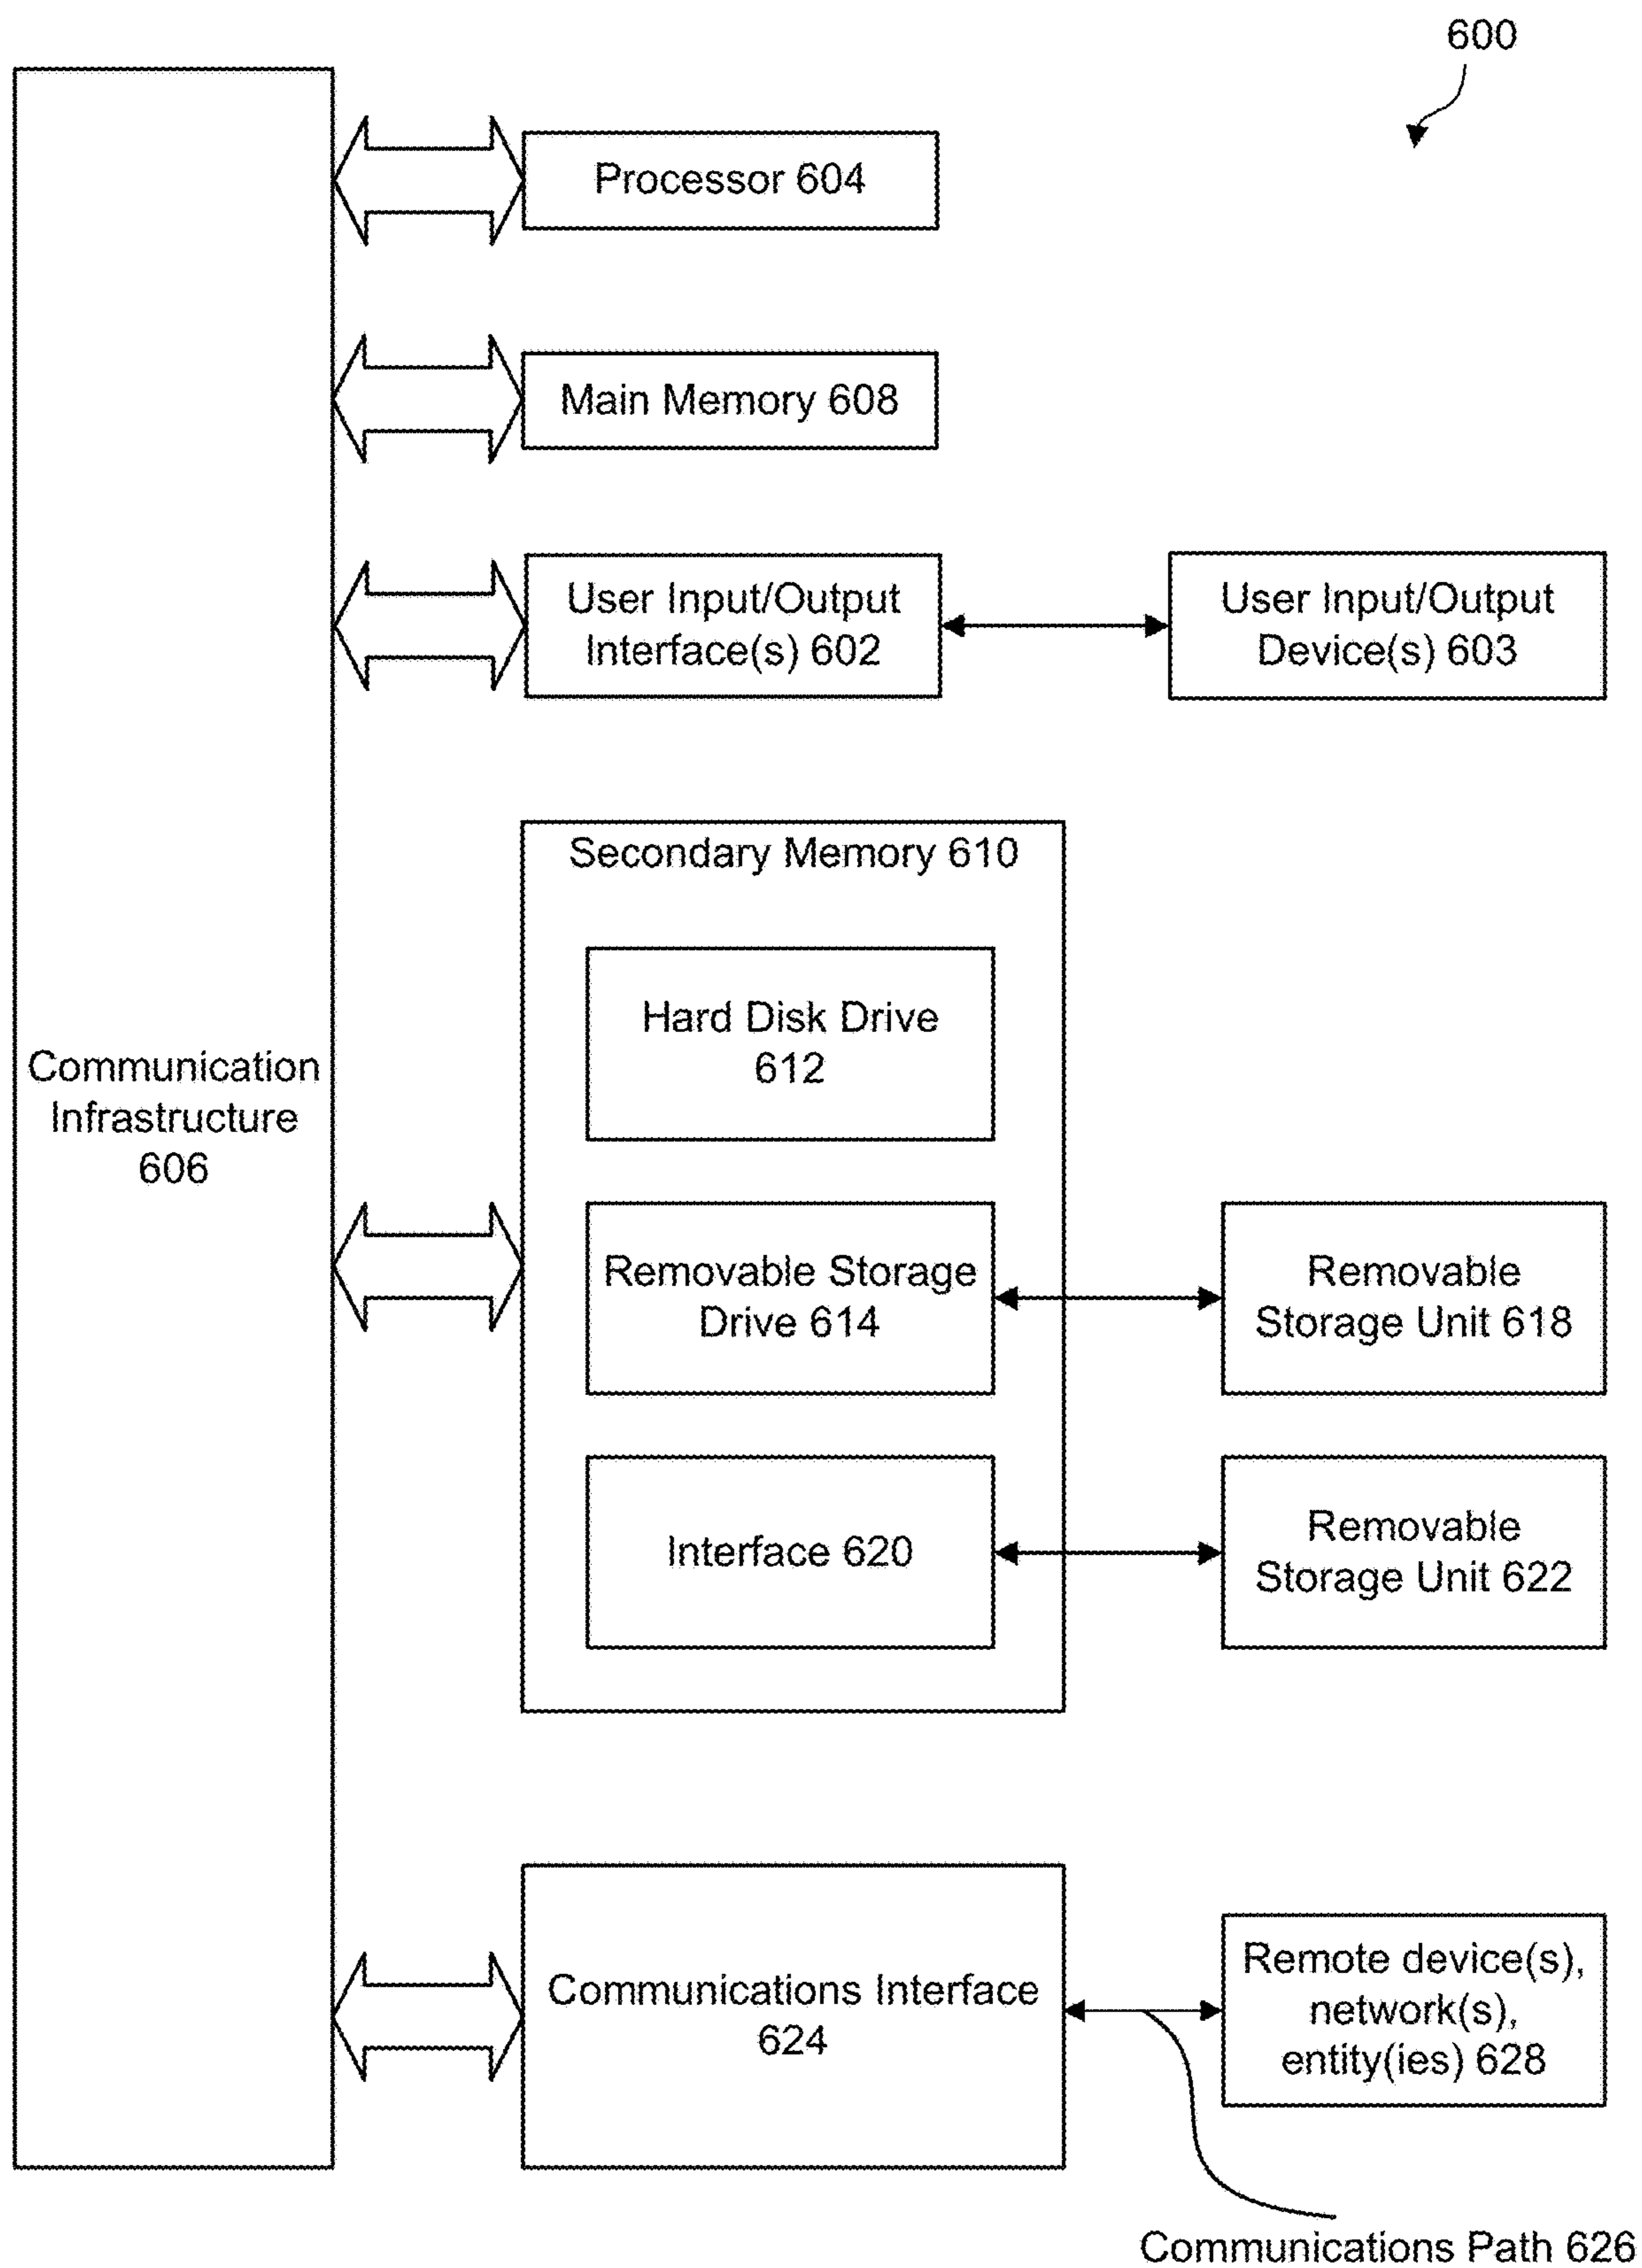 600
Processor 604
Main Memory 608
User Input/Output
Interface(s) 602
User Input/Output
Device(s) 603
Secondary Memory 610
Hard Disk Drive
612
Communication
Infrastructure
606
Removable Storage
Drive 614
Removable
Storage Unit 618
Interface 620
Removable
Storage Unit 622
Communications Interface
624
Remote device(s),
network(s),
entity(ies) 628
Communications Path 626